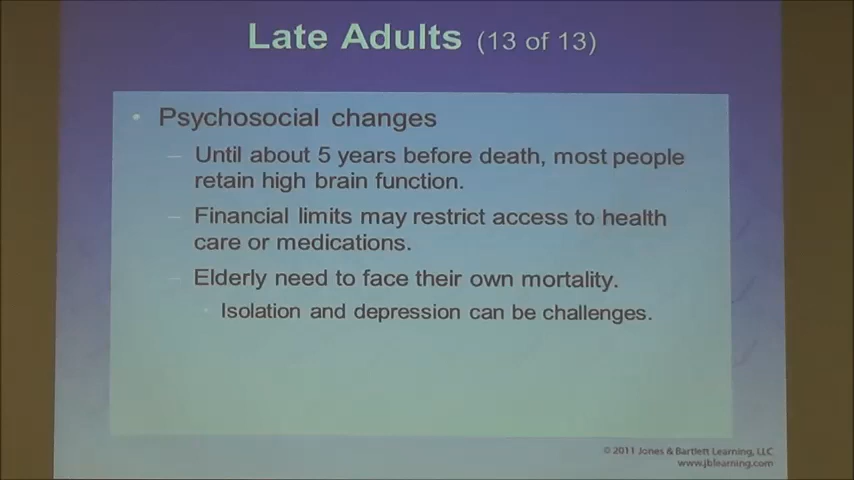 Late Adults (13 of 13)
• Psychosocial changes
– Until about 5 years before death, most people
retain high brain function.
– Financial limits may restrict access to health
care or medications.
– Elderly need to face their own mortality.
• Isolation and depression can be challenges.
© 2011 Jones & Bartlett Learning, LLC
www.jblearning.com